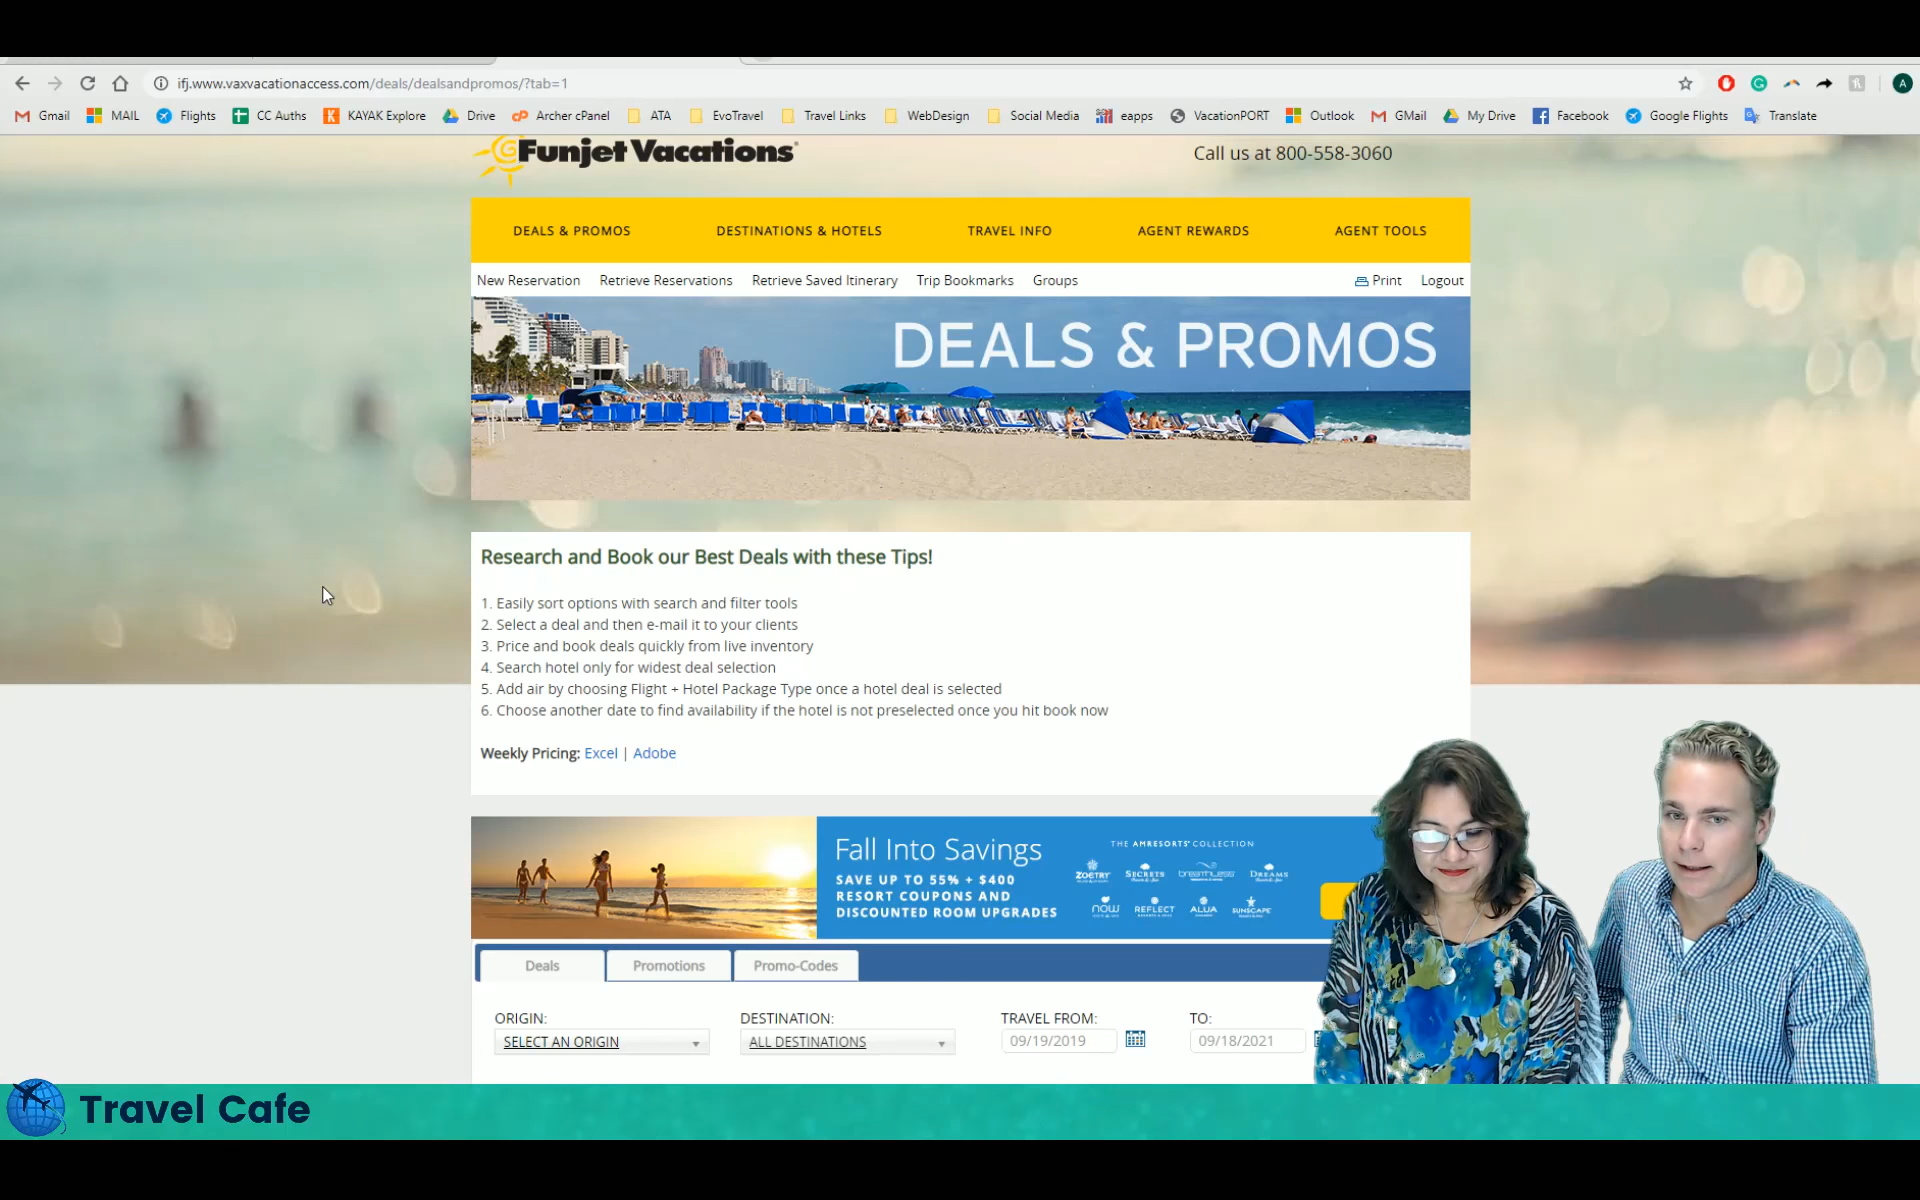 ifj.www.vaxvacationaccess.com/deals/dealsandpromos/?tab=1
A
Gmail MAIL Flights CC Auths KAYAK Explore Drive Archer cPanel ATA EvoTravel Travel Links WebDesign Social Media eapps VacationPORT Outlook GMail My Drive Facebook Google Flights Translate
Funjet Vacations
Call us at 800-558-3060
DEALS & PROMOS DESTINATIONS & HOTELS TRAVEL INFO AGENT REWARDS AGENT TOOLS
New Reservation Retrieve Reservations Retrieve Saved Itinerary Trip Bookmarks Groups Print Logout
DEALS & PROMOS
Research and Book our Best Deals with these Tips!
1. Easily sort options with search and filter tools
2. Select a deal and then e-mail it to your clients
3. Price and book deals quickly from live inventory
4. Search hotel only for widest deal selection
5. Add air by choosing Flight + Hotel Package Type once a hotel deal is selected
6. Choose another date to find availability if the hotel is not preselected once you hit book now
Weekly Pricing: Excel | Adobe
Fall Into Savings
SAVE UP TO 55% + $400
RESORT COUPONS AND
DISCOUNTED ROOM UPGRADES
THE AMRESORTS® COLLECTION
ZOËTRY SECRETS breathless DREAMS
NOW REFLECT ALUA SUNSCAPE
Deals Promotions Promo-Codes
ORIGIN: DESTINATION: TRAVEL FROM: TO:
SELECT AN ORIGIN ALL DESTINATIONS 09/19/2019 09/18/2021
Travel Cafe